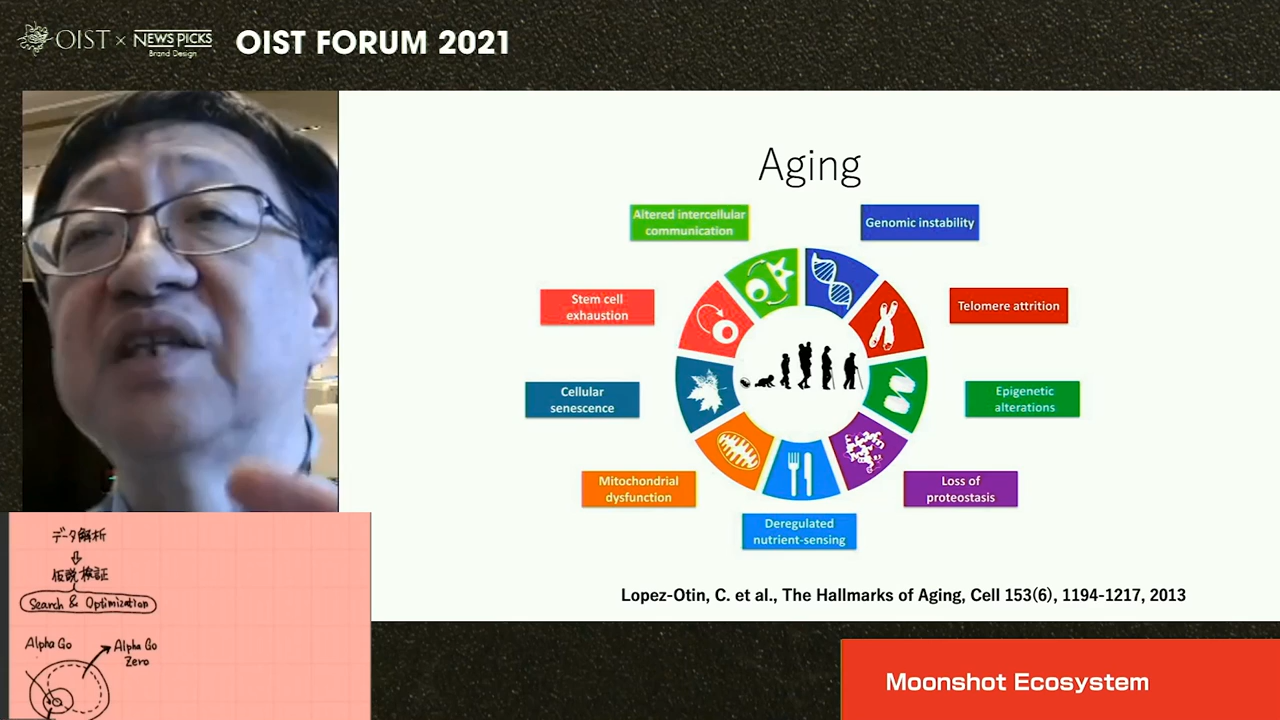 OIST × NEWS PICKS
Brand Design
OIST FORUM 2021
Aging
Altered intercellular
communication
Genomic instability
Stem cell
exhaustion
Telomere attrition
Cellular
senescence
Epigenetic
alterations
Mitochondrial
dysfunction
Loss of
proteostasis
Deregulated
nutrient-sensing
Lopez-Otin, C. et al., The Hallmarks of Aging, Cell 153(6), 1194-1217, 2013
データ解析
⇩
仮説検証
Search & Optimization
Alpha Go
Alpha Go
Zero
Moonshot Ecosystem